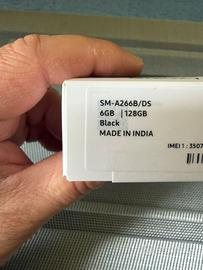 SM-A266B/DS
6GB | 128GB
Black
MADE IN INDIA
IMEI 1 : 3507